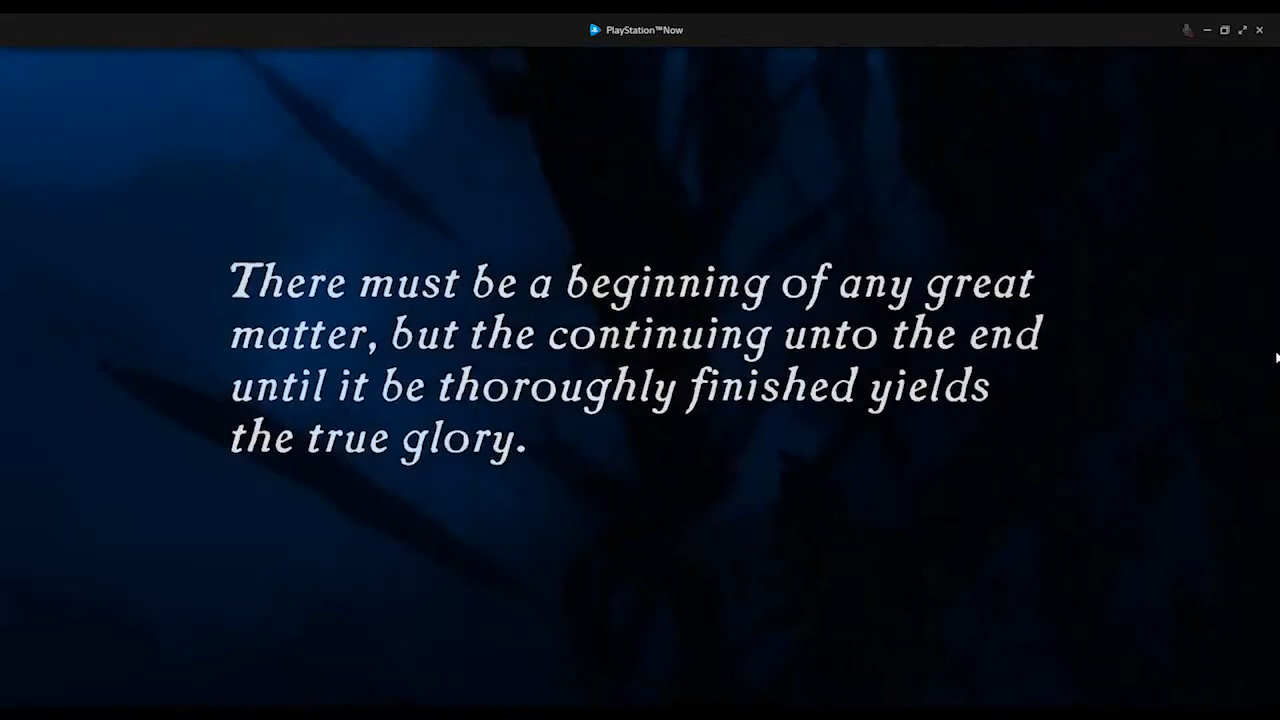 PlayStation™Now
There must be a beginning of any great
matter, but the continuing unto the end
until it be thoroughly finished yields
the true glory.